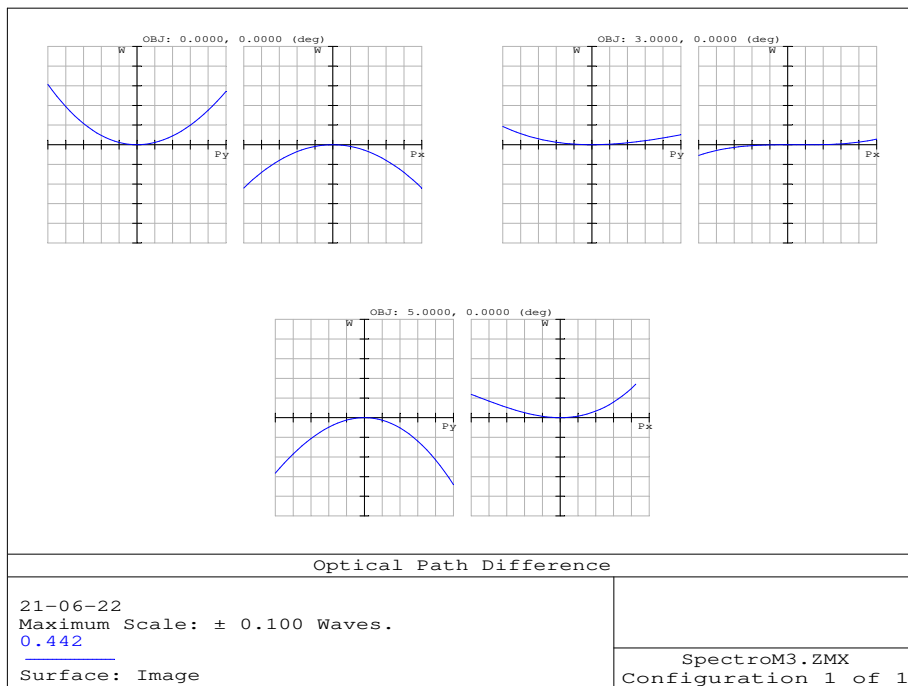 OBJ: 0.0000, 0.0000 (deg)
W
Py
W
Px
OBJ: 3.0000, 0.0000 (deg)
W
Py
W
Px
OBJ: 5.0000, 0.0000 (deg)
W
Py
W
Px
Optical Path Difference
21-06-22
Maximum Scale: ± 0.100 Waves.
0.442
Surface: Image
SpectroM3.ZMX
Configuration 1 of 1